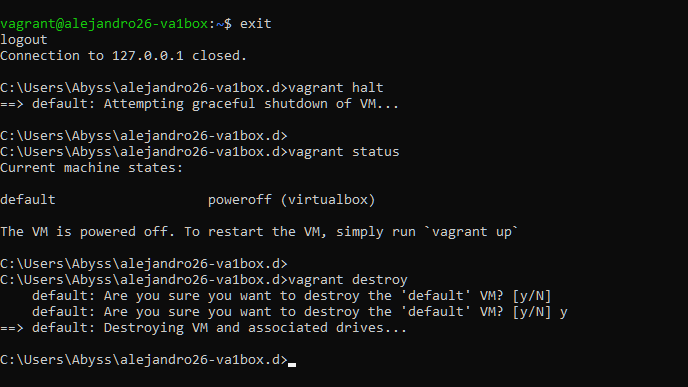 vagrant@alejandro26-va1box:~$ exit
logout
Connection to 127.0.0.1 closed.
C:\Users\Abyss\alejandro26-va1box.d>vagrant halt
==> default: Attempting graceful shutdown of VM...
C:\Users\Abyss\alejandro26-va1box.d>
C:\Users\Abyss\alejandro26-va1box.d>vagrant status
Current machine states:
default                   poweroff (virtualbox)
The VM is powered off. To restart the VM, simply run `vagrant up`
C:\Users\Abyss\alejandro26-va1box.d>
C:\Users\Abyss\alejandro26-va1box.d>vagrant destroy
    default: Are you sure you want to destroy the 'default' VM? [y/N]
    default: Are you sure you want to destroy the 'default' VM? [y/N] y
==> default: Destroying VM and associated drives...
C:\Users\Abyss\alejandro26-va1box.d>